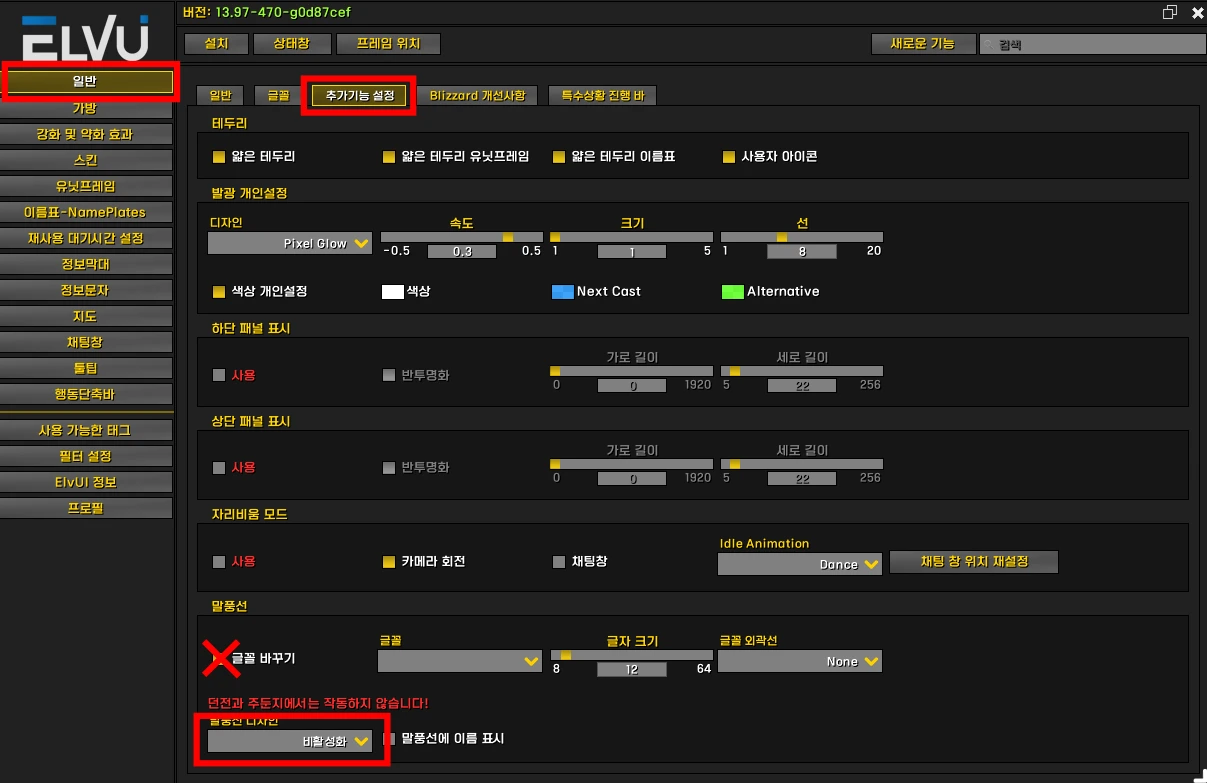 ELVUI
버전: 13.97-470-g0d87cef
설치
상태창
프레임 위치
새로운 기능
검색
일반
가방
강화 및 약화 효과
스킨
유닛프레임
이름표-NamePlates
재사용 대기시간 설정
정보막대
정보문자
지도
채팅창
툴팁
행동단축바
사용 가능한 태그
필터 설정
ElvUI 정보
프로필
일반
글꼴
추가기능 설정
Blizzard 개선사항
특수상황 진행 바
테두리
얇은 테두리
얇은 테두리 유닛프레임
얇은 테두리 이름표
사용자 아이콘
발광 개인설정
디자인
속도
크기
선
Pixel Glow
-0.5
0.3
0.5
1
1
5
1
8
20
색상 개인설정
색상
Next Cast
Alternative
하단 패널 표시
가로 길이
세로 길이
사용
반투명화
0
0
1920
5
22
256
상단 패널 표시
가로 길이
세로 길이
사용
반투명화
0
0
1920
5
22
256
자리비움 모드
Idle Animation
사용
카메라 회전
채팅창
Dance
채팅 창 위치 재설정
말풍선
글꼴
글자 크기
글꼴 외곽선
글꼴 바꾸기
8
12
64
None
던전과 주둔지에서는 작동하지 않습니다!
말풍선 디자인
비활성화
말풍선에 이름 표시